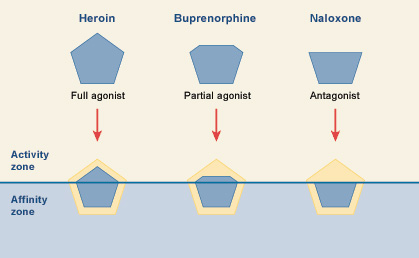 Heroin
Buprenorphine
Naloxone
Full agonist
Partial agonist
Antagonist
Activity
zone
Affinity
zone